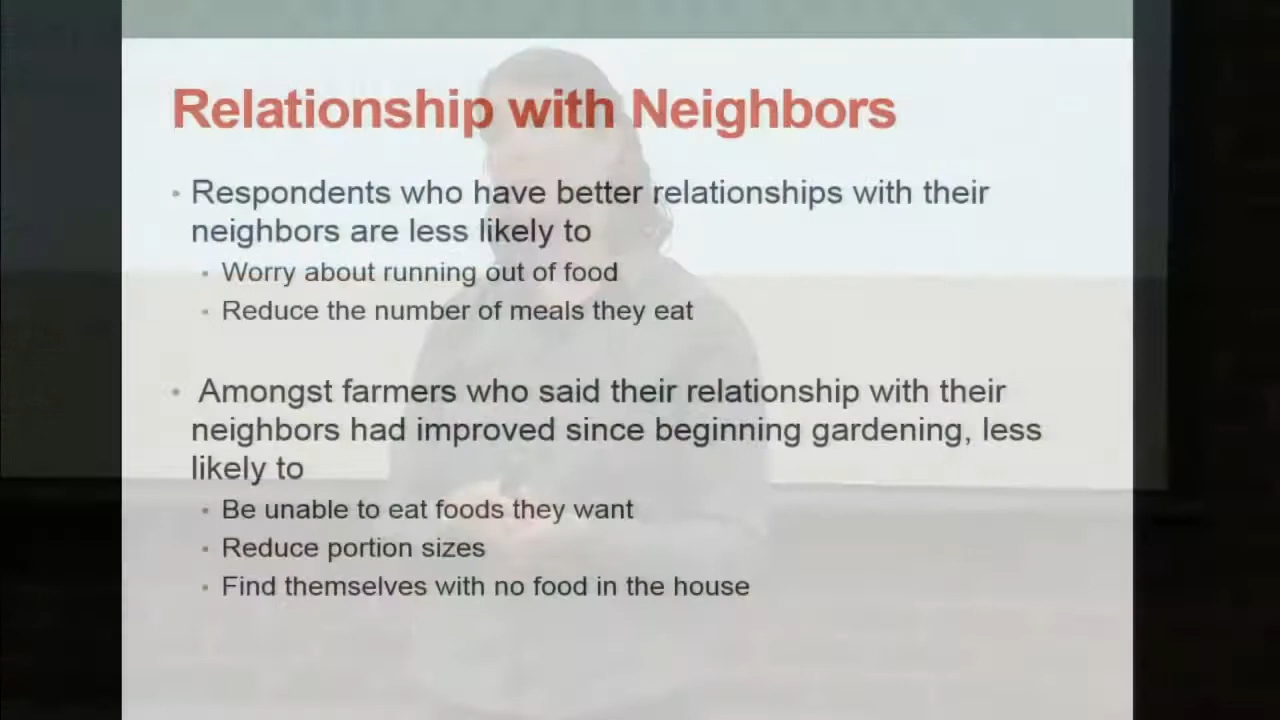 Relationship with Neighbors
• Respondents who have better relationships with their
neighbors are less likely to
• Worry about running out of food
• Reduce the number of meals they eat
• Amongst farmers who said their relationship with their
neighbors had improved since beginning gardening, less
likely to
• Be unable to eat foods they want
• Reduce portion sizes
• Find themselves with no food in the house